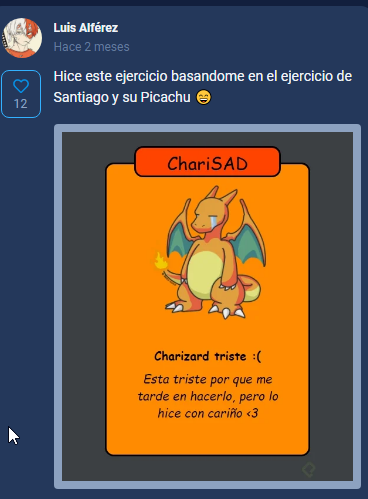 Luis Alférez
Hace 2 meses
12
Hice este ejercicio basandome en el ejercicio de
Santiago y su Picachu 😄
ChariSAD
Charizard triste :(
Esta triste por que me
tarde en hacerlo, pero lo
hice con cariño <3